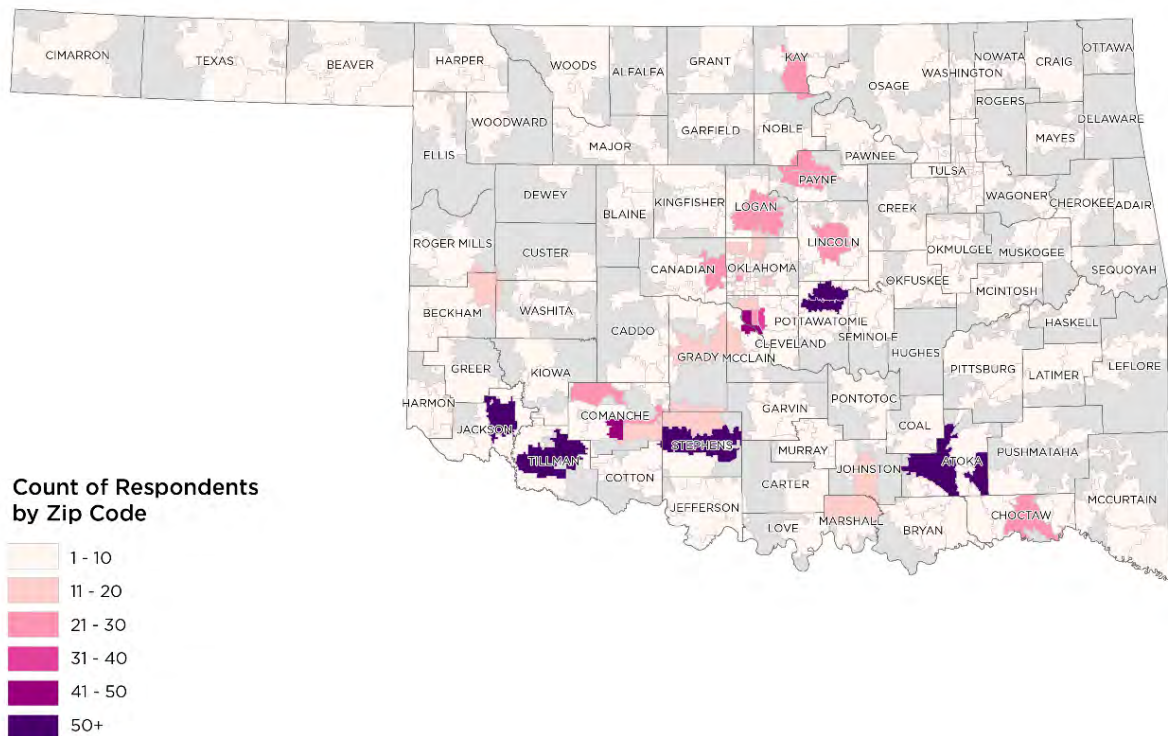 CIMARRON
TEXAS
BEAVER
HARPER
WOODS
ALFALFA
GRANT
KAY
OSAGE
WASHINGTON
NOWATA
CRAIG
OTTAWA
WOODWARD
MAJOR
GARFIELD
NOBLE
PAWNEE
ROGERS
MAYES
DELAWARE
ELLIS
DEWEY
BLAINE
KINGFISHER
LOGAN
PAYNE
TULSA
CREEK
WAGONER
CHEROKEE
ADAIR
ROGER MILLS
CUSTER
CANADIAN
OKLAHOMA
LINCOLN
OKMULGEE
MUSKOGEE
SEQUOYAH
BECKHAM
WASHITA
CADDO
OKFUSKEE
MCINTOSH
POTTAWATOMIE
CLEVELAND
SEMINOLE
HUGHES
HASKELL
GRADY
MCCLAIN
PITTSBURG
LATIMER
LEFLORE
GREER
KIOWA
HARMON
JACKSON
COMANCHE
GARVIN
PONTOTOC
COAL
TILLMAN
STEPHENS
MURRAY
JOHNSTON
ATOKA
PUSHMATAHA
COTTON
CARTER
JEFFERSON
LOVE
MARSHALL
BRYAN
CHOCTAW
MCCURTAIN
Count of Respondents
by Zip Code
1 - 10
11 - 20
21 - 30
31 - 40
41 - 50
50+